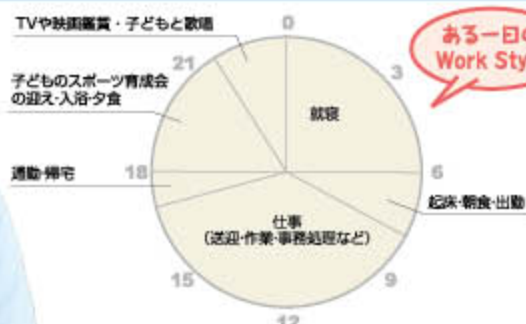 TVや映画鑑賞・子どもと歓唱
0
ある一日の
Work Sty
21
3
子どものスポーツ育成会
の迎え・入浴・夕食
就寝
通勤・帰宅
18
6
起床・朝食・出勤
仕事
(送迎・作業・事務処理など)
15
9
12